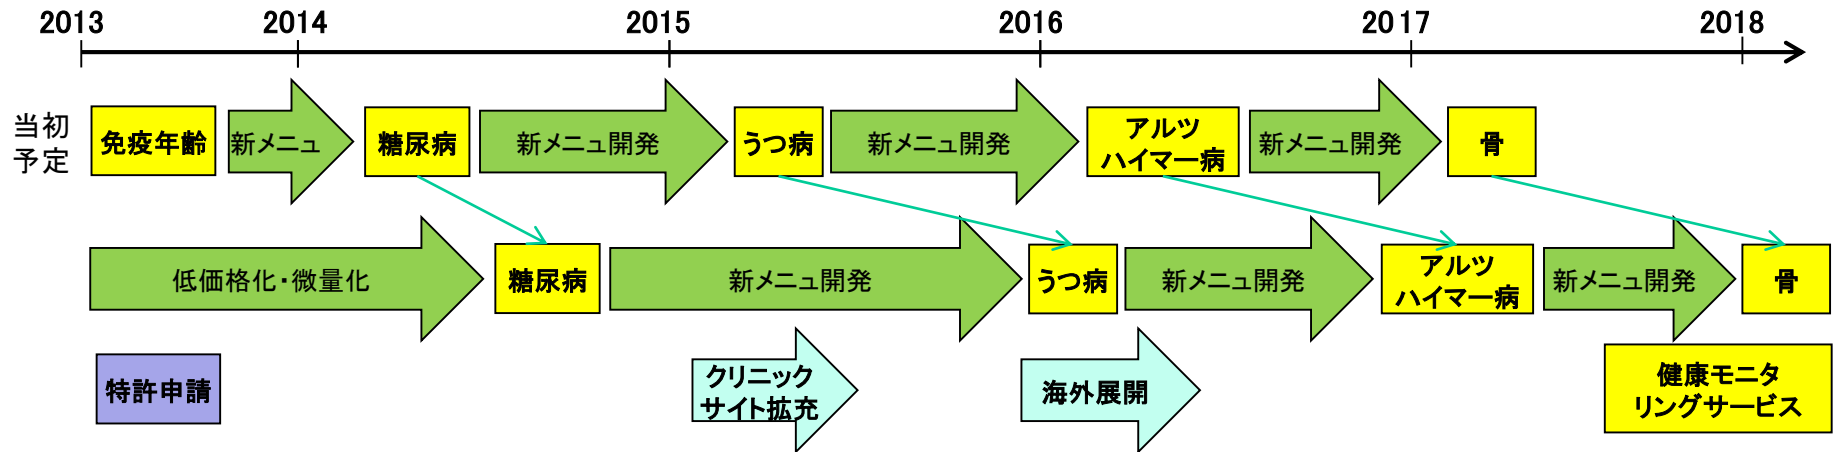 2013 2014 2015 2016 2017 2018
当初
予定
免疫年齢 新メニュ 糖尿病 新メニュ開発 うつ病 新メニュ開発 アルツ
ハイマー病 新メニュ開発 骨
低価格化・微量化 糖尿病 新メニュ開発 うつ病 新メニュ開発 アルツ
ハイマー病 新メニュ開発 骨
特許申請 クリニック
サイト拡充 海外展開 健康モニタ
リングサービス